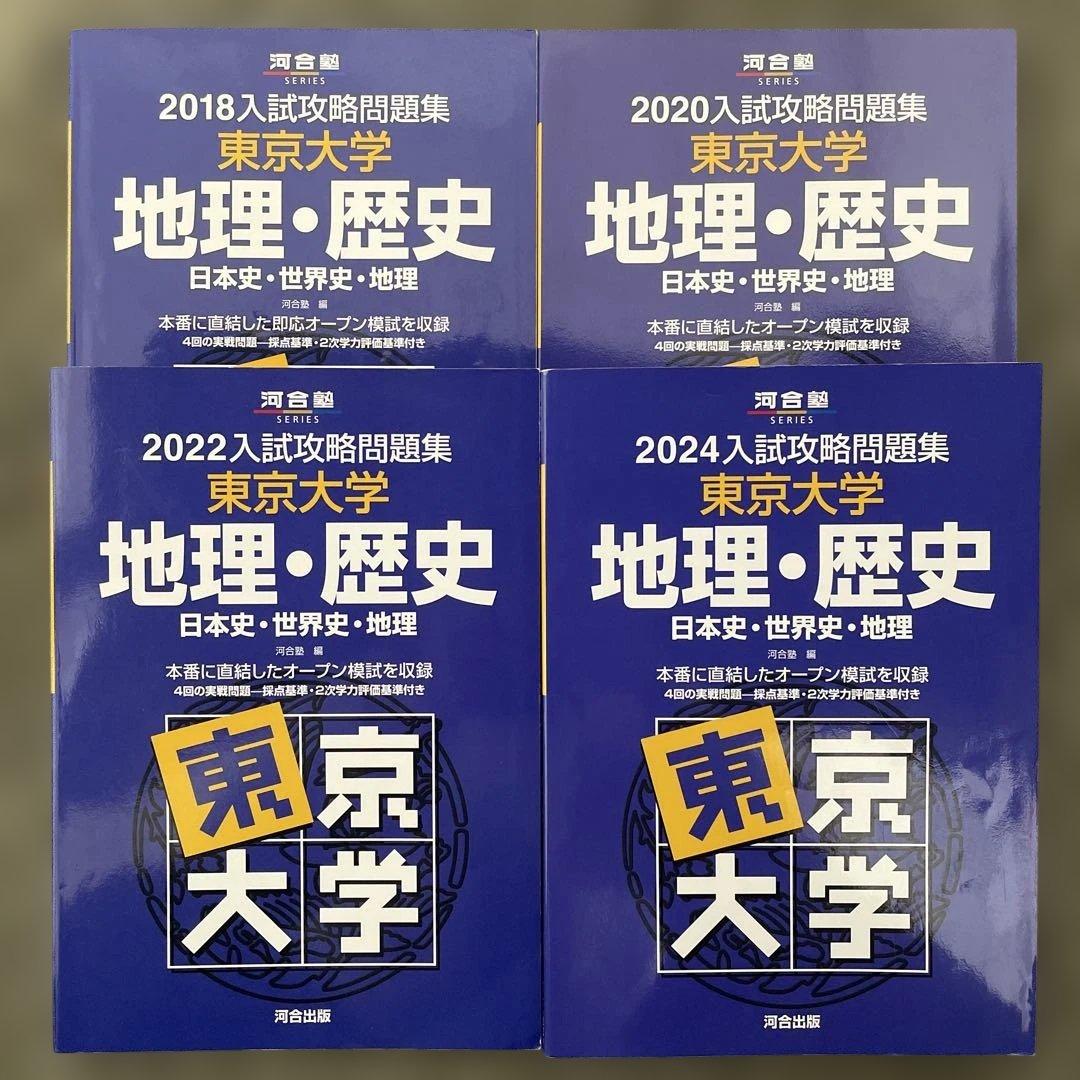 河合塾
SERIES
2018入試攻略問題集
東京大学
地理・歴史
日本史・世界史・地理
河合塾 編
本番に直結した即応オープン模試を収録
4回の実戦問題―採点基準・2次学力評価基準付き
河合塾
SERIES
2020入試攻略問題集
東京大学
地理・歴史
日本史・世界史・地理
河合塾 編
本番に直結したオープン模試を収録
4回の実戦問題―採点基準・2次学力評価基準付き
河合塾
SERIES
2022入試攻略問題集
東京大学
地理・歴史
日本史・世界史・地理
河合塾 編
本番に直結したオープン模試を収録
4回の実戦問題―採点基準・2次学力評価基準付き
東京
大学
河合出版
河合塾
SERIES
2024入試攻略問題集
東京大学
地理・歴史
日本史・世界史・地理
河合塾 編
本番に直結したオープン模試を収録
4回の実戦問題―採点基準・2次学力評価基準付き
東京
大学
河合出版